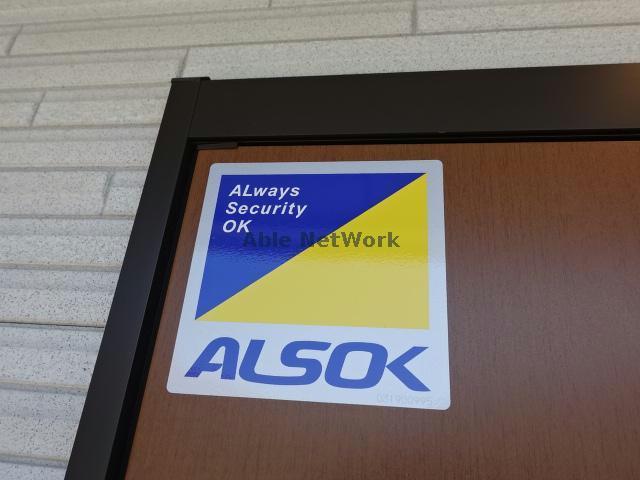 ALways
Security
OK
Able NetWork
ALSOK